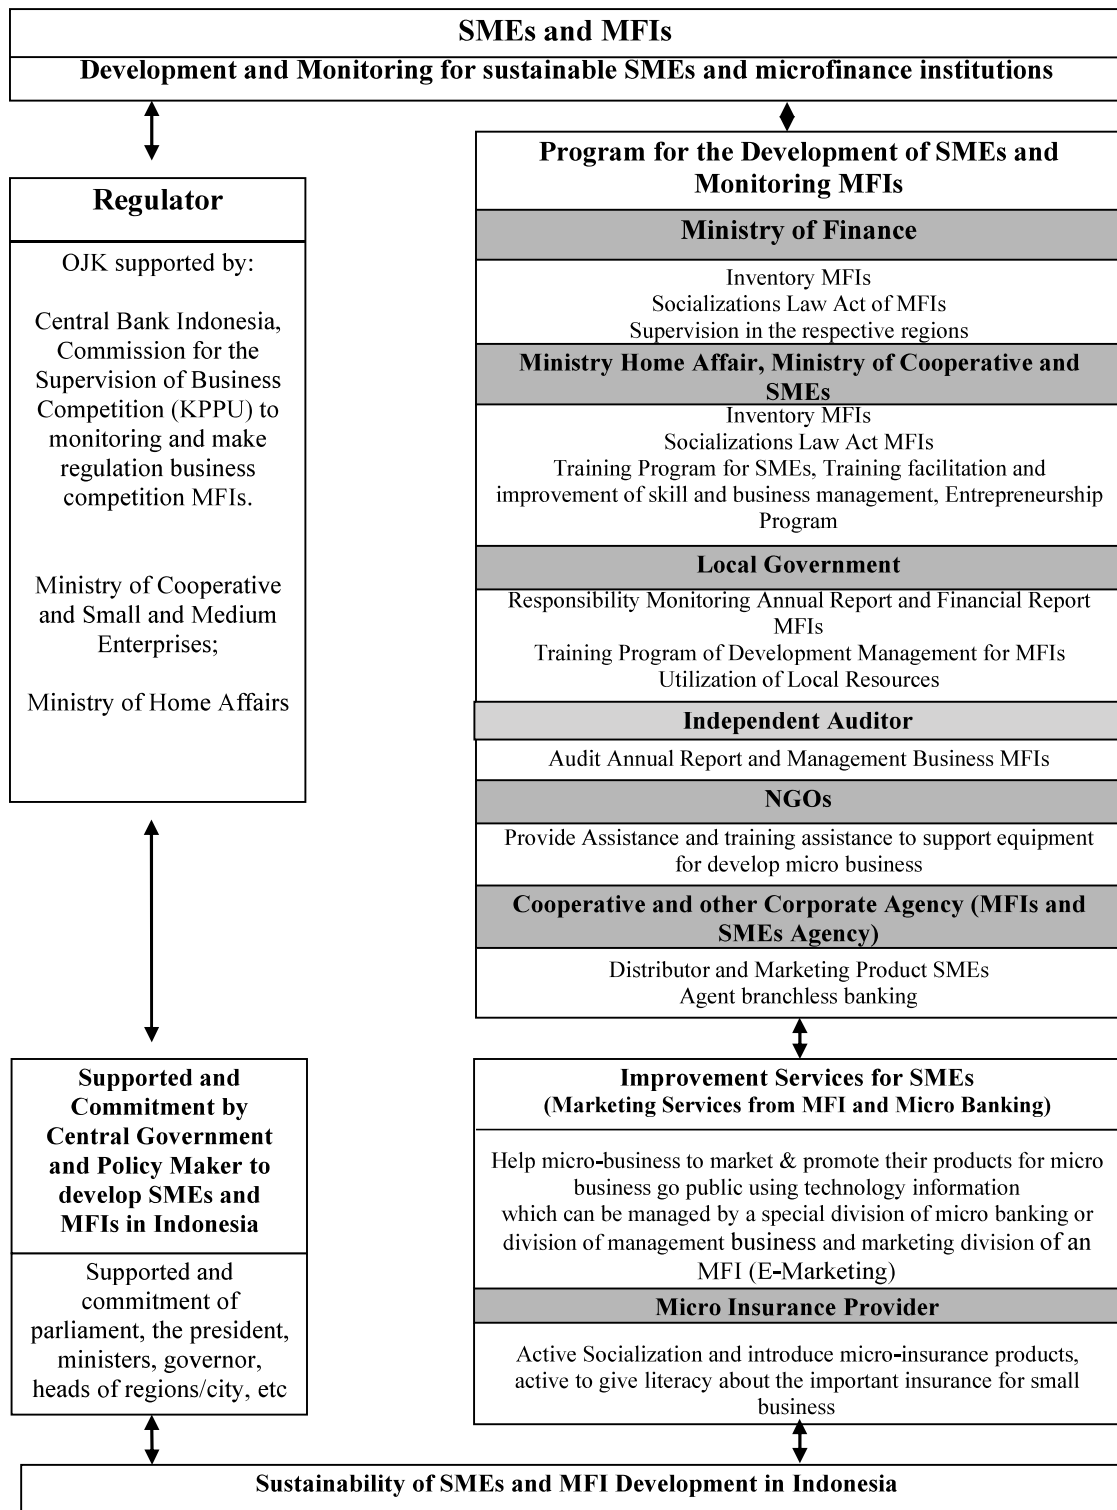 SMEs and MFIs
Development and Monitoring for sustainable SMEs and microfinance institutions
Regulator
OJK supported by:
Central Bank Indonesia,
Commission for the
Supervision of Business
Competition (KPPU) to
monitoring and make
regulation business
competition MFIs.
Ministry of Cooperative
and Small and Medium
Enterprises;
Ministry of Home Affairs
Supported and
Commitment by
Central Government
and Policy Maker to
develop SMEs and
MFIs in Indonesia
Supported and
commitment of
parliament, the president,
ministers, governor,
heads of regions/city, etc
Program for the Development of SMEs and
Monitoring MFIs
Ministry of Finance
Inventory MFIs
Socializations Law Act of MFIs
Supervision in the respective regions
Ministry Home Affair, Ministry of Cooperative and
SMEs
Inventory MFIs
Socializations Law Act MFIs
Training Program for SMEs, Training facilitation and
improvement of skill and business management, Entrepreneurship
Program
Local Government
Responsibility Monitoring Annual Report and Financial Report
MFIs
Training Program of Development Management for MFIs
Utilization of Local Resources
Independent Auditor
Audit Annual Report and Management Business MFIs
NGOs
Provide Assistance and training assistance to support equipment
for develop micro business
Cooperative and other Corporate Agency (MFIs and
SMEs Agency)
Distributor and Marketing Product SMEs
Agent branchless banking
Improvement Services for SMEs
(Marketing Services from MFI and Micro Banking)
Help micro-business to market & promote their products for micro
business go public using technology information
which can be managed by a special division of micro banking or
division of management business and marketing division of an
MFI (E-Marketing)
Micro Insurance Provider
Active Socialization and introduce micro-insurance products,
active to give literacy about the important insurance for small
business
Sustainability of SMEs and MFI Development in Indonesia